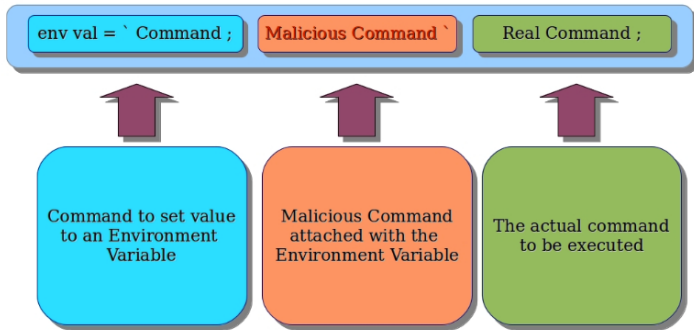 env val = ` Command ; Malicious Command ` Real Command ;
Command to set value
to an Environment
Variable
Malicious Command
attached with the
Environment Variable
The actual command
to be executed